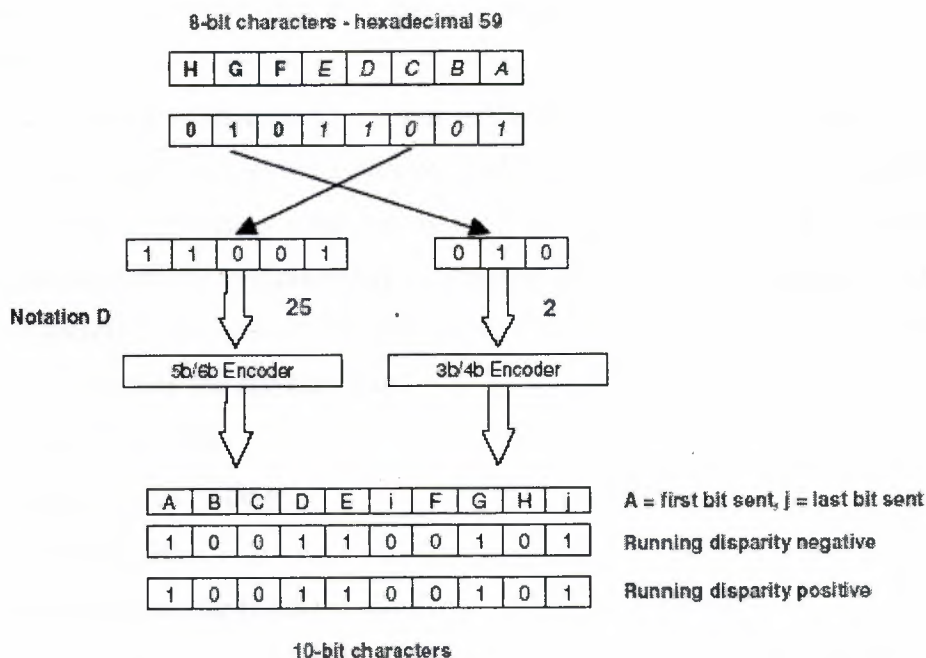 8-bit characters - hexadecimal 59
H G F E D C B A
0 1 0 1 1 0 0 1
1 1 0 0 1
0 1 0
Notation D
25
2
5b/6b Encoder
3b/4b Encoder
A B C D E i F G H j
A = first bit sent, j = last bit sent
1 0 0 1 1 0 0 1 0 1
Running disparity negative
1 0 0 1 1 0 0 1 0 1
Running disparity positive
10-bit characters